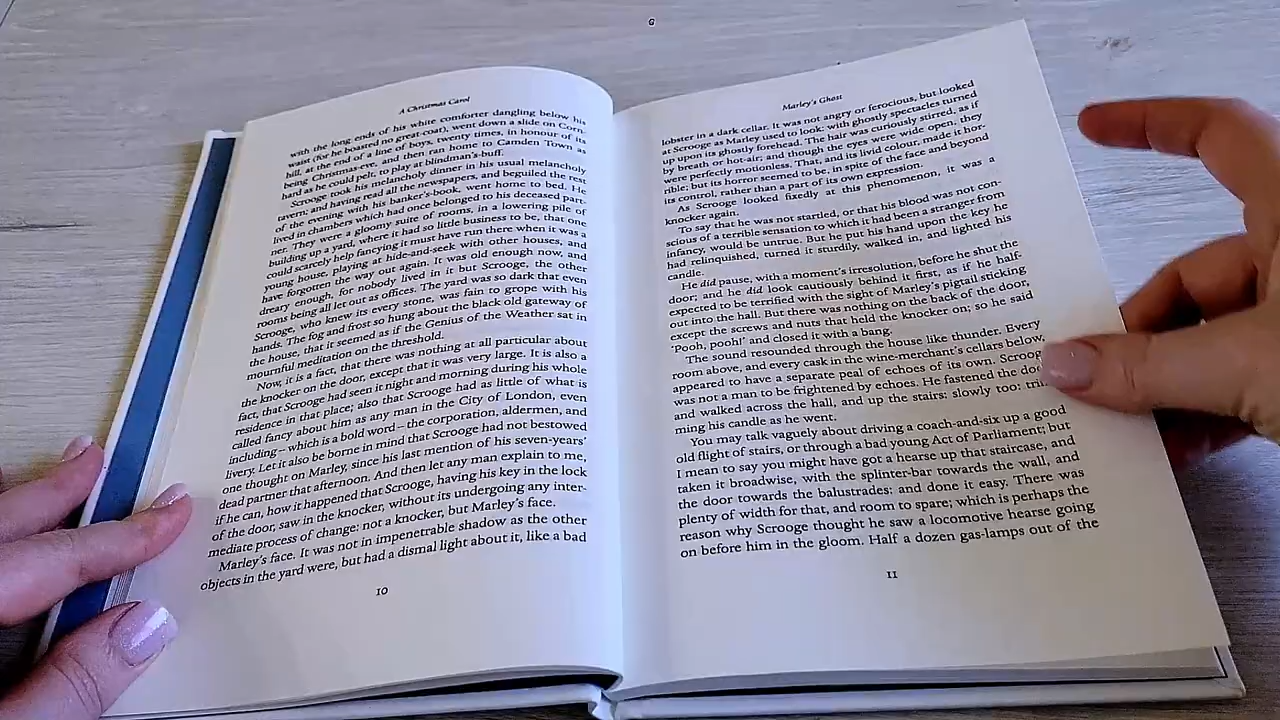 G
A Christmas Carol
with the long ends of his white comforter dangling below his
waist (for he boasted no great-coat), went down a slide on Corn-
hill, at the end of a lane of boys, twenty times, in honour of its
being Christmas-eve, and then ran home to Camden Town as
hard as he could pelt, to play at blindman's-buff.
Scrooge took his melancholy dinner in his usual melancholy
tavern; and having read all the newspapers, and beguiled the rest
of the evening with his banker's-book, went home to bed. He
lived in chambers which had once belonged to his deceased part-
ner. They were a gloomy suite of rooms, in a lowering pile of
building up a yard, where it had so little business to be, that one
could scarcely help fancying it must have run there when it was a
young house, playing at hide-and-seek with other houses, and
have forgotten the way out again. It was old enough now, and
dreary enough, for nobody lived in it but Scrooge, the other
rooms being all let out as offices. The yard was so dark that even
Scrooge, who knew its every stone, was fain to grope with his
hands. The fog and frost so hung about the black old gateway of
the house, that it seemed as if the Genius of the Weather sat in
mournful meditation on the threshold.
Now, it is a fact, that there was nothing at all particular about
the knocker on the door, except that it was very large. It is also a
fact, that Scrooge had seen it night and morning during his whole
residence in that place; also that Scrooge had as little of what is
called fancy about him as any man in the City of London, even
including – which is a bold word – the corporation, aldermen, and
livery. Let it also be borne in mind that Scrooge had not bestowed
one thought on Marley, since his last mention of his seven-years'
dead partner that afternoon. And then let any man explain to me,
if he can, how it happened that Scrooge, having his key in the lock
of the door, saw in the knocker, without its undergoing any inter-
mediate process of change: not a knocker, but Marley's face.
Marley's face. It was not in impenetrable shadow as the other
objects in the yard were, but had a dismal light about it, like a bad
10
Marley's Ghost
lobster in a dark cellar. It was not angry or ferocious, but looked
at Scrooge as Marley used to look: with ghostly spectacles turned
up upon its ghostly forehead. The hair was curiously stirred, as if
by breath or hot-air; and though the eyes were wide open, they
were perfectly motionless. That, and its livid colour, made it hor-
rible; but its horror seemed to be, in spite of the face and beyond
its control, rather than a part of its own expression.
As Scrooge looked fixedly at this phenomenon, it was a
knocker again.
To say that he was not startled, or that his blood was not con-
scious of a terrible sensation to which it had been a stranger from
infancy, would be untrue. But he put his hand upon the key he
had relinquished, turned it sturdily, walked in, and lighted his
candle.
He did pause, with a moment's irresolution, before he shut the
door; and he did look cautiously behind it first, as if he half-
expected to be terrified with the sight of Marley's pigtail sticking
out into the hall. But there was nothing on the back of the door,
except the screws and nuts that held the knocker on; so he said
'Pooh, pooh!' and closed it with a bang.
The sound resounded through the house like thunder. Every
room above, and every cask in the wine-merchant's cellars below,
appeared to have a separate peal of echoes of its own. Scrooge
was not a man to be frightened by echoes. He fastened the doo
and walked across the hall, and up the stairs: slowly too: trim
ming his candle as he went.
You may talk vaguely about driving a coach-and-six up a good
old flight of stairs, or through a bad young Act of Parliament; but
I mean to say you might have got a hearse up that staircase, and
taken it broadwise, with the splinter-bar towards the wall, and
the door towards the balustrades: and done it easy. There was
plenty of width for that, and room to spare; which is perhaps the
reason why Scrooge thought he saw a locomotive hearse going
on before him in the gloom. Half a dozen gas-lamps out of the
11